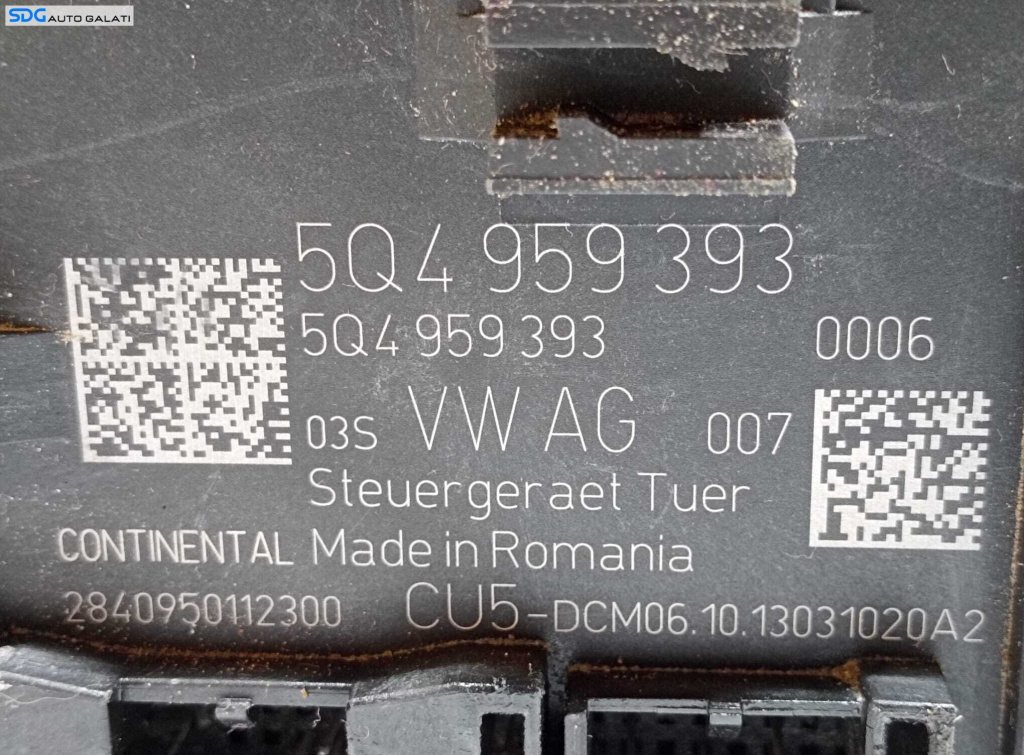 SDG AUTO GALATI
5Q4 959 393
5Q4 959 393 0006
03S VW AG 007
Steuergeraet Tuer
CONTINENTAL Made in Romania
2840950112300 CU5-DCM06.10.13031020A2